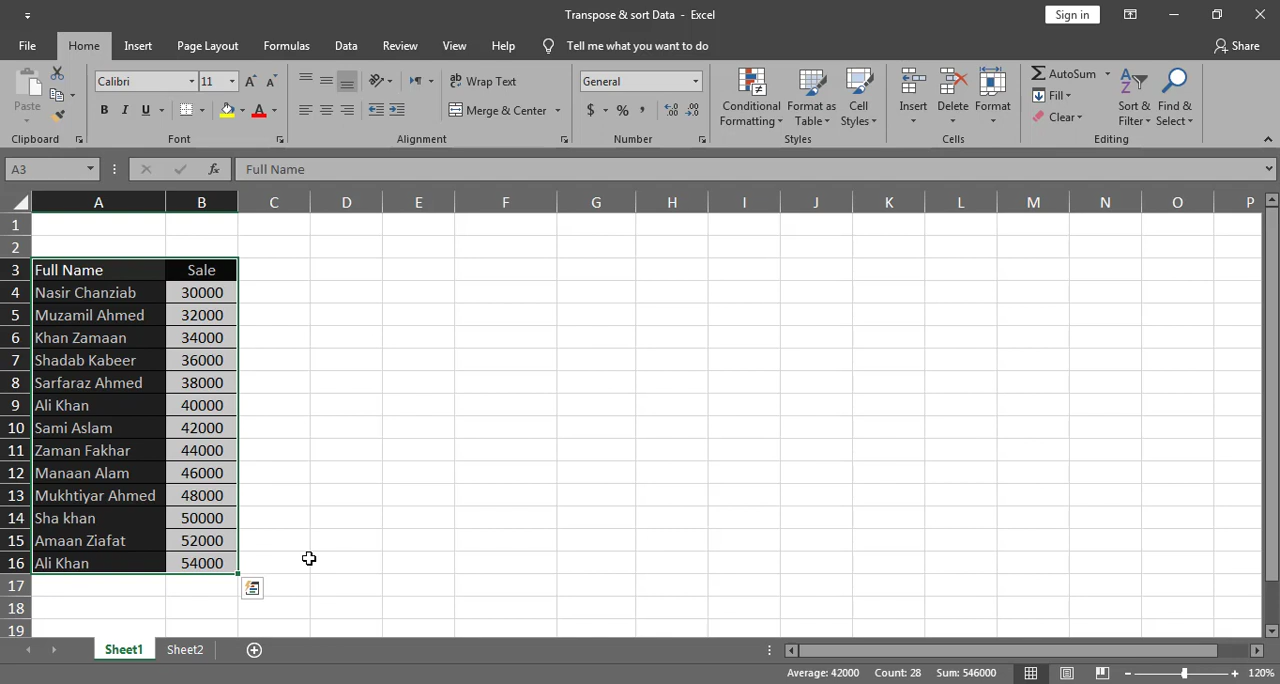 Transpose & sort Data - Excel
Sign in
File Home Insert Page Layout Formulas Data Review View Help Tell me what you want to do Share
Paste
Clipboard
Calibri 11
B I U A
Font
Wrap Text
Merge & Center
Alignment
General
$ % ,
Number
Conditional Formatting
Format as Table
Cell Styles
Styles
Insert Delete Format
Cells
AutoSum
Fill
Clear
Sort & Filter
Find & Select
Editing
A3 fx Full Name
A B C D E F G H I J K L M N O P
1
2
3 Full Name Sale
4 Nasir Chanziab 30000
5 Muzamil Ahmed 32000
6 Khan Zamaan 34000
7 Shadab Kabeer 36000
8 Sarfaraz Ahmed 38000
9 Ali Khan 40000
10 Sami Aslam 42000
11 Zaman Fakhar 44000
12 Manaan Alam 46000
13 Mukhtiyar Ahmed 48000
14 Sha khan 50000
15 Amaan Ziafat 52000
16 Ali Khan 54000
17
18
19
Sheet1 Sheet2
Average: 42000 Count: 28 Sum: 546000 120%